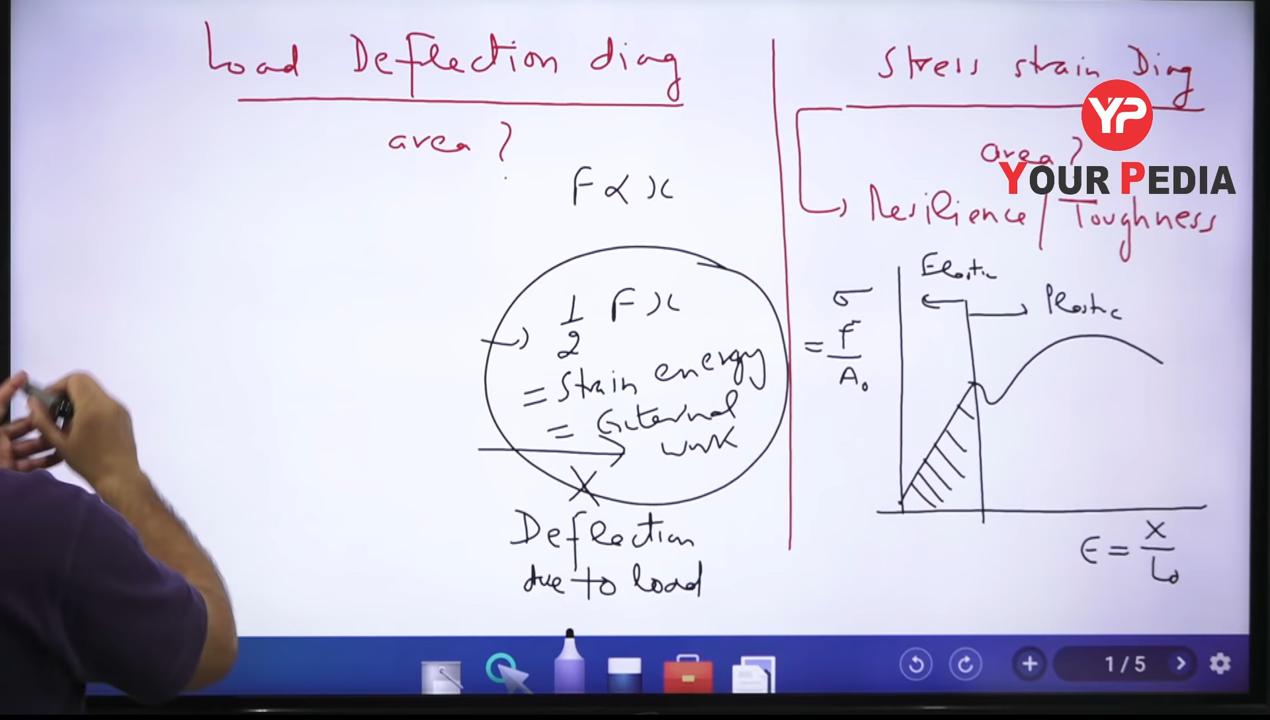 Load Deflection diag
area?
F ∝ x
→ 1/2 F x
= Strain energy
= External
work
x
Deflection
due to load
Stress strain Diag
area?
→ Resilience / Toughness
Elastic
Plastic
σ
= F/A₀
ϵ = x/L₀
YP
YOUR PEDIA
1 / 5